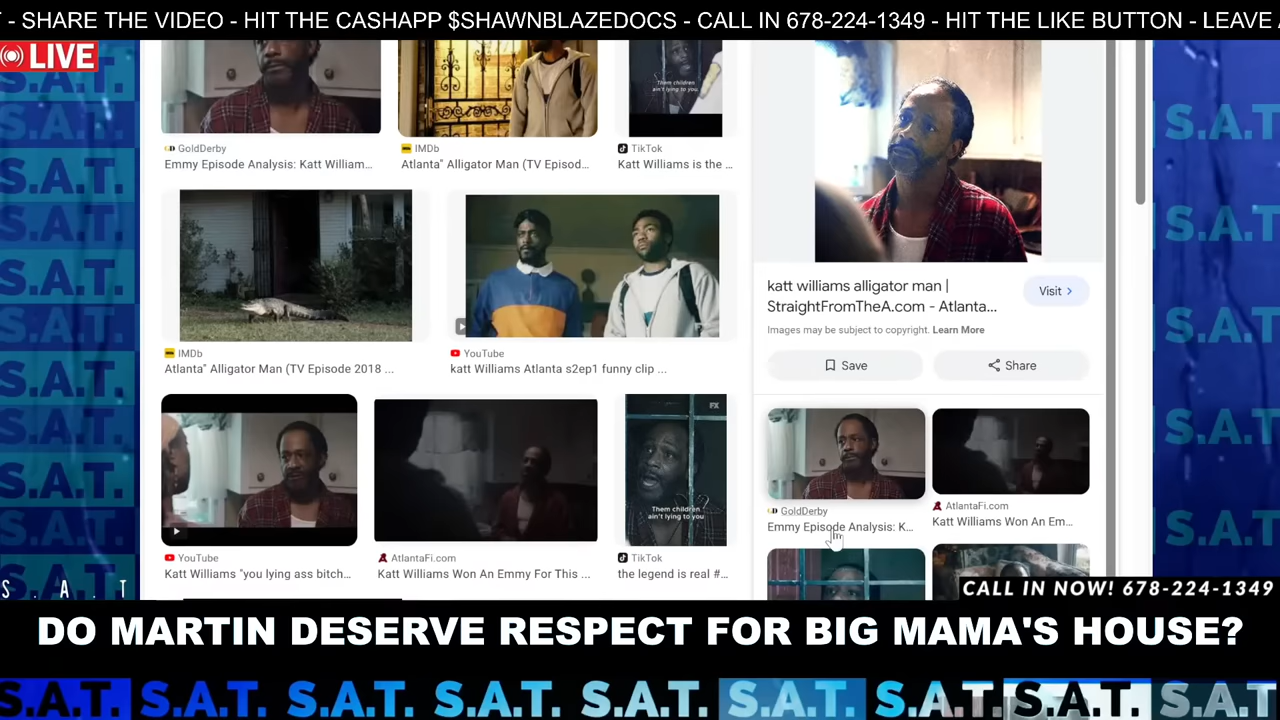 - SHARE THE VIDEO - HIT THE CASHAPP $SHAWNBLAZEDOCS - CALL IN 678-224-1349 - HIT THE LIKE BUTTON - LEAVE
LIVE
S.A.T.
S.A.T.
S.A.T.
S.A.T.
S.A.T.
S.A.T.
S.A.T.
Them children
ain't lying to you.
GoldDerby
Emmy Episode Analysis: Katt William...
IMDb
Atlanta" Alligator Man (TV Episod...
TikTok
Katt Williams is the ...
IMDb
Atlanta" Alligator Man (TV Episode 2018 ...
YouTube
katt Williams Atlanta s2ep1 funny clip ...
FX
Them children
ain't lying to you
YouTube
Katt Williams "you lying ass bitch...
AtlantaFi.com
Katt Williams Won An Emmy For This ...
TikTok
the legend is real #...
katt williams alligator man |
StraightFromTheA.com - Atlanta...
Visit
Images may be subject to copyright. Learn More
Save
Share
GoldDerby
Emmy Episode Analysis: K...
AtlantaFi.com
Katt Williams Won An Em...
S.A.T
S.A.T
S.A.T
S.A.T
S.A.T
S . A . T
CALL IN NOW! 678-224-1349
DO MARTIN DESERVE RESPECT FOR BIG MAMA'S HOUSE?
S.A.T. S.A.T. S.A.T. S.A.T. S.A.T. S.A.T. S.A.T. S.A.T. S.A.T